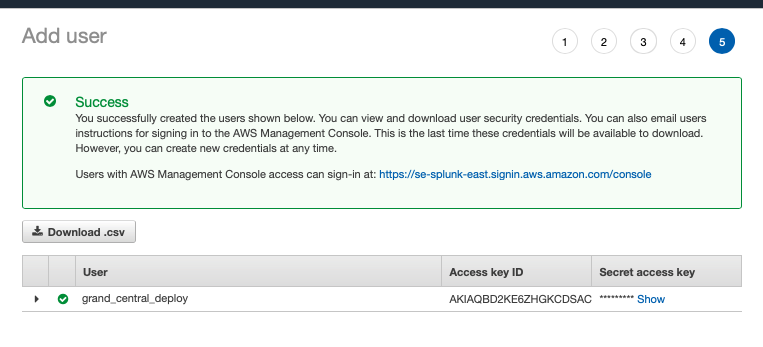 Add user
1 2 3 4 5
Success
You successfully created the users shown below. You can view and download user security credentials. You can also email users
instructions for signing in to the AWS Management Console. This is the last time these credentials will be available to download.
However, you can create new credentials at any time.
Users with AWS Management Console access can sign-in at: https://se-splunk-east.signin.aws.amazon.com/console
Download .csv
User Access key ID Secret access key
grand_central_deploy AKIAQBD2KE6ZHGKCDSAC ********* Show